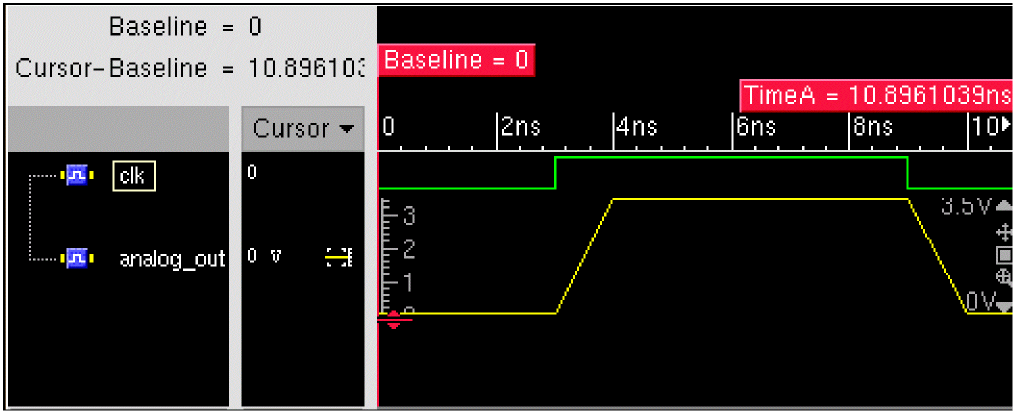 Baseline = 0
Cursor-Baseline = 10.896103
Baseline = 0
TimeA = 10.8961039ns
Cursor
0 2ns 4ns 6ns 8ns 10
clk 0
3 3.5V
2
analog_out 0 v
1
0 0V